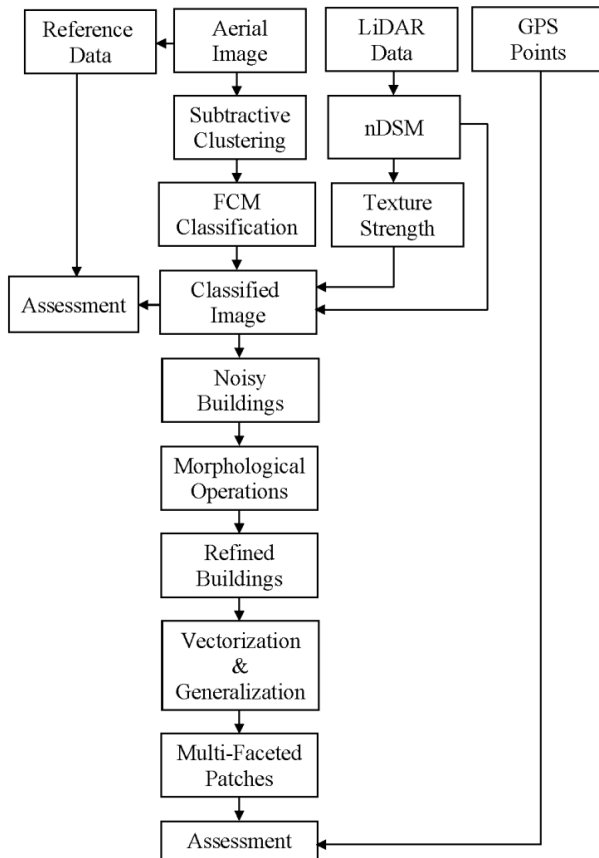 Reference
Data
Aerial
Image
LiDAR
Data
GPS
Points
Subtractive
Clustering
nDSM
FCM
Classification
Texture
Strength
Assessment
Classified
Image
Noisy
Buildings
Morphological
Operations
Refined
Buildings
Vectorization
&
Generalization
Multi-Faceted
Patches
Assessment